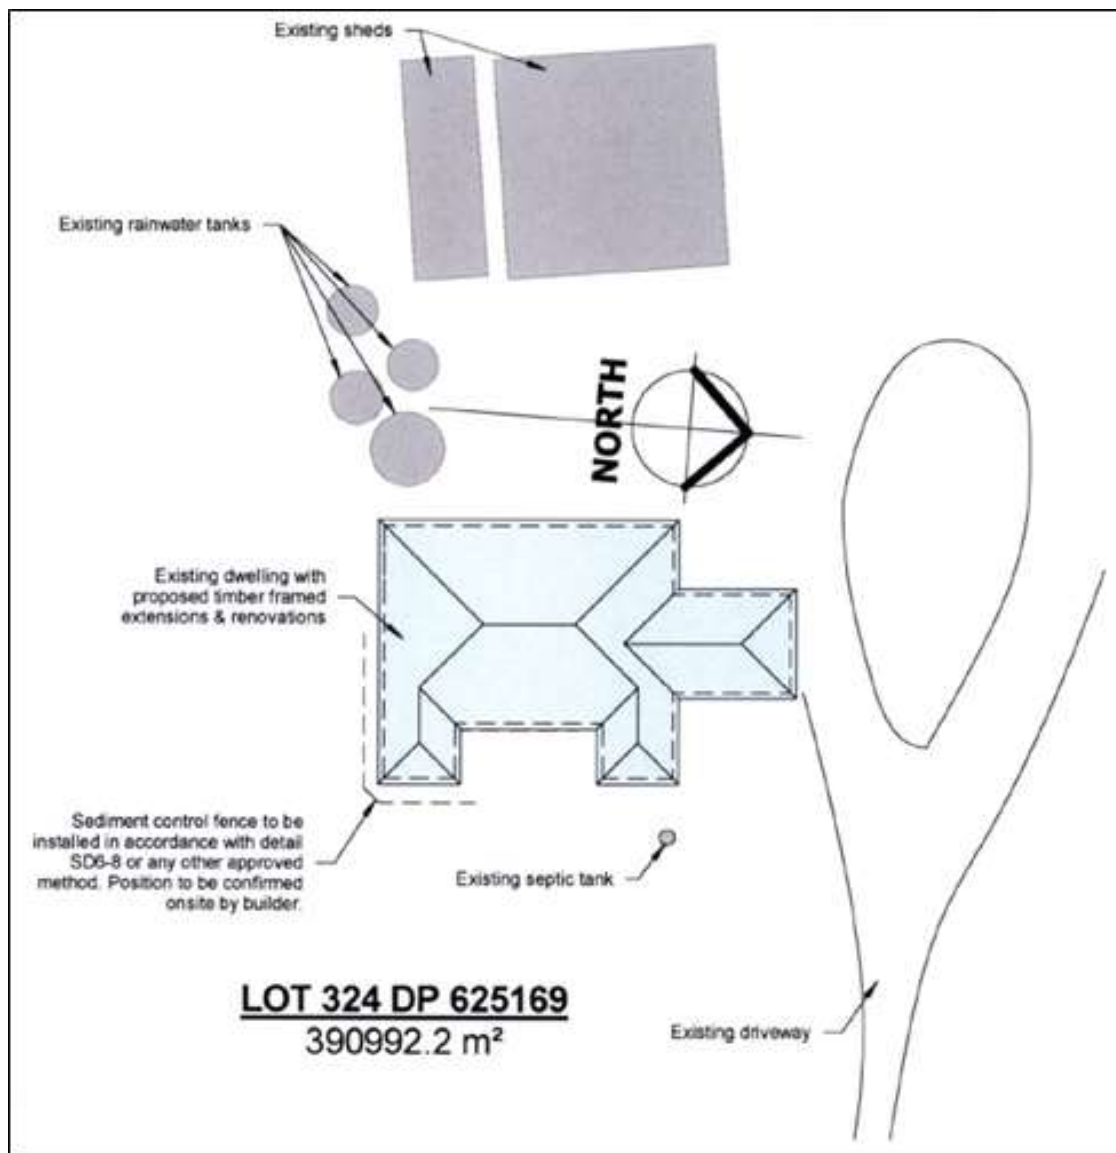 Existing sheds
Existing rainwater tanks
NORTH
Existing dwelling with
proposed timber framed
extensions & renovations
Sediment control fence to be
installed in accordance with detail
SD6-8 or any other approved
method. Position to be confirmed
onsite by builder.
Existing septic tank
LOT 324 DP 625169
390992.2 m²
Existing driveway